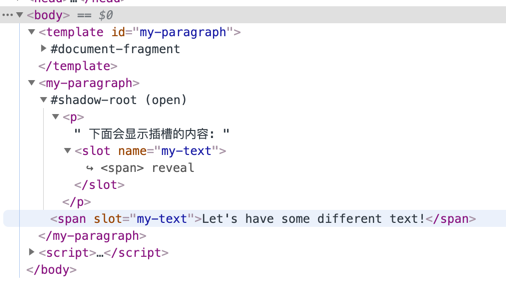 <head>…</head>
<body> == $0
<template id="my-paragraph">
#document-fragment
</template>
<my-paragraph>
#shadow-root (open)
<p>
" 下面会显示插槽的内容: "
<slot name="my-text">
↪ <span> reveal
</slot>
</p>
<span slot="my-text">Let's have some different text!</span>
</my-paragraph>
<script>…</script>
</body>